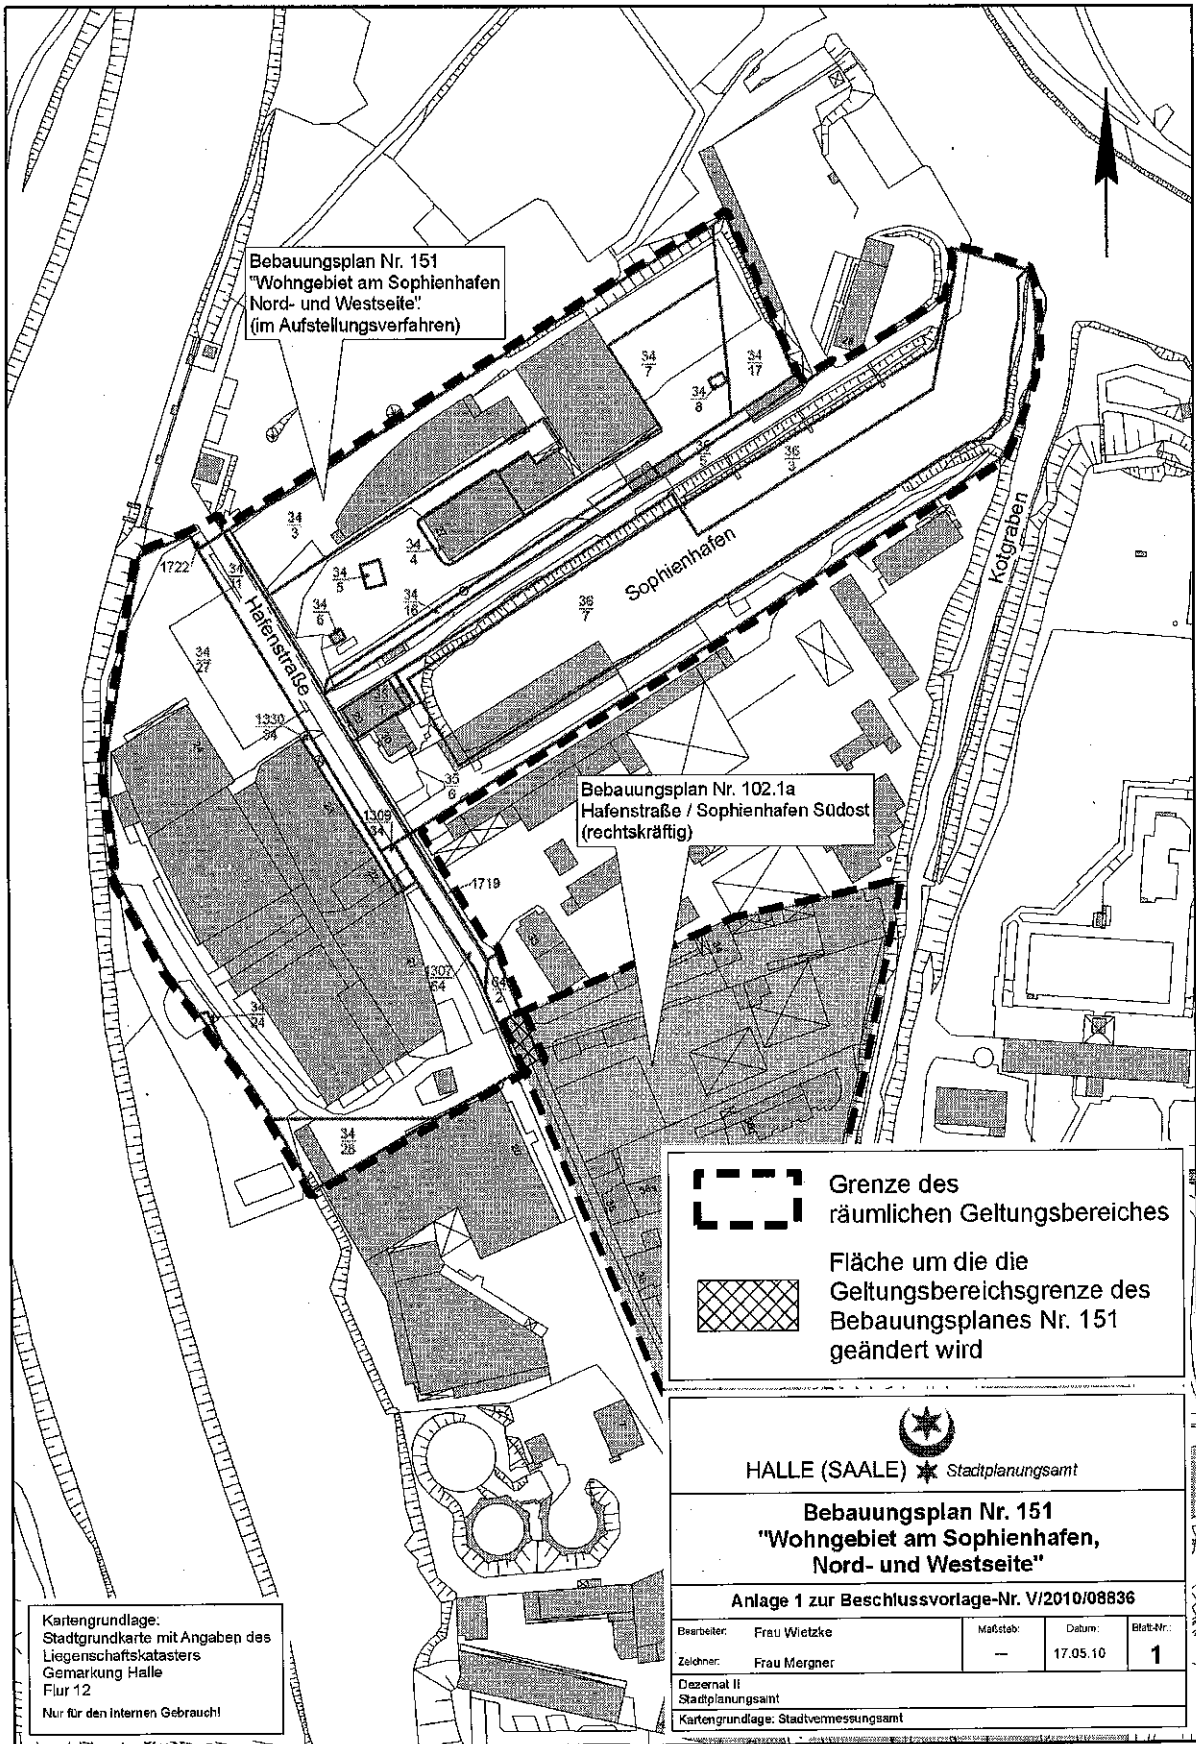 Bebauungsplan Nr. 151
"Wohngebiet am Sophienhafen
Nord- und Westseite"
(im Aufstellungsverfahren)
34
7
34
17
34
8
36
5
36
3
34
3
34
4
34
5
34
6
34
16
1722
34
11
Hafenstraße
34
27
Sophienhafen
36
7
Kotgraben
1330
64
35
6
1309
34
1719
Bebauungsplan Nr. 102.1a
Hafenstraße / Sophienhafen Südost
(rechtskräftig)
1307
64
64
2
34
24
34
28
Grenze des
räumlichen Geltungsbereiches
Fläche um die die
Geltungsbereichsgrenze des
Bebauungsplanes Nr. 151
geändert wird
HALLE (SAALE) Stadtplanungsamt
Bebauungsplan Nr. 151
"Wohngebiet am Sophienhafen,
Nord- und Westseite"
Anlage 1 zur Beschlussvorlage-Nr. V/2010/08836
Bearbeiter: Frau Wietzke
Zeichner: Frau Mergner
Maßstab:
---
Datum:
17.05.10
Blatt-Nr.:
1
Dezernat II
Stadtplanungsamt
Kartengrundlage: Stadtvermessungsamt
Kartengrundlage:
Stadtgrundkarte mit Angaben des
Liegenschaftskatasters
Gemarkung Halle
Flur 12
Nur für den internen Gebrauch!